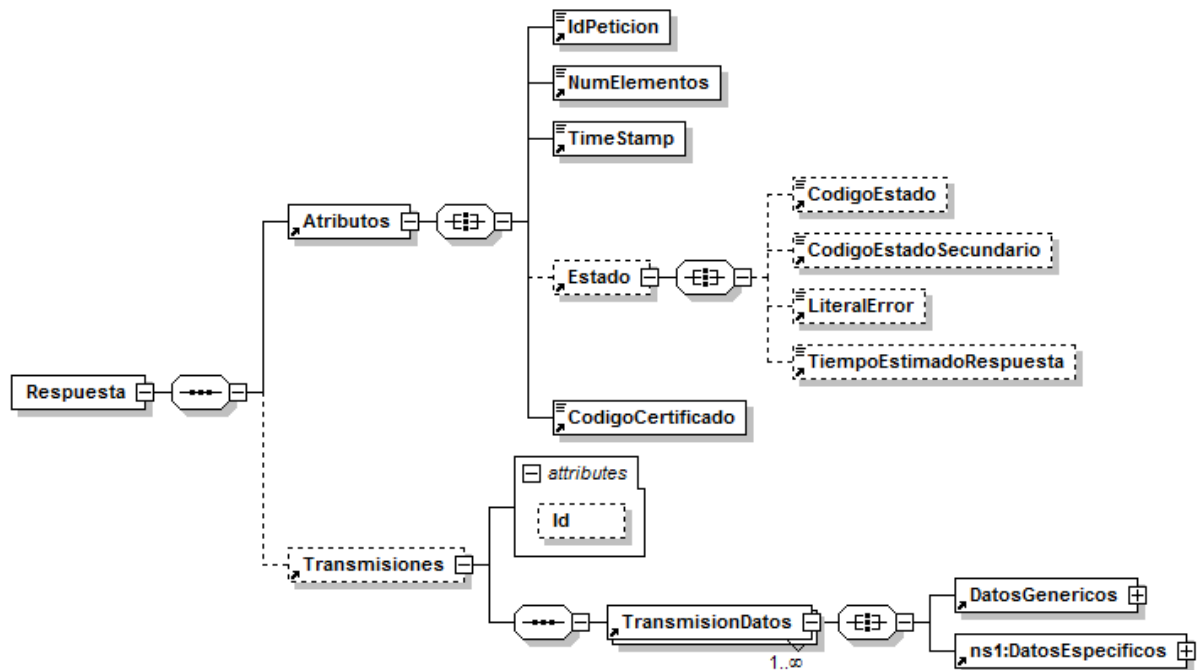 IdPeticion
NumElementos
TimeStamp
CodigoEstado
Atributos
CodigoEstadoSecundario
Estado
LiteralError
TiempoEstimadoRespuesta
Respuesta
CodigoCertificado
attributes
Id
Transmisiones
DatosGenericos
TransmisionDatos
ns1:DatosEspecificos
1..∞